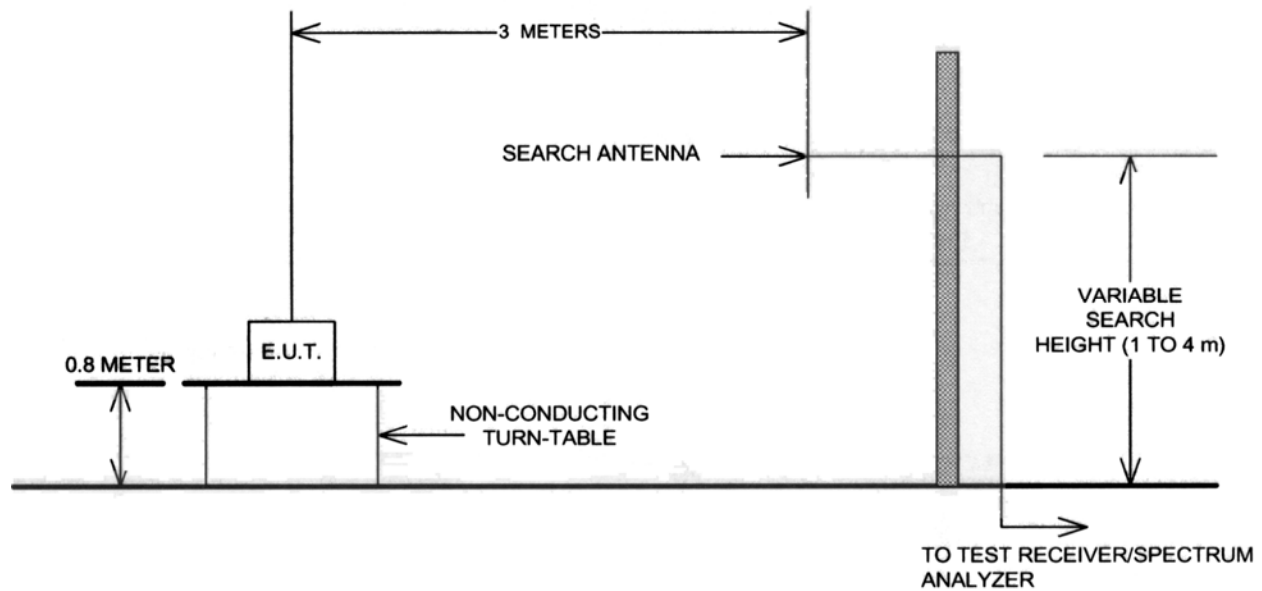 3 METERS
SEARCH ANTENNA
VARIABLE
SEARCH
HEIGHT (1 TO 4 m)
E.U.T.
0.8 METER
NON-CONDUCTING
TURN-TABLE
TO TEST RECEIVER/SPECTRUM
ANALYZER